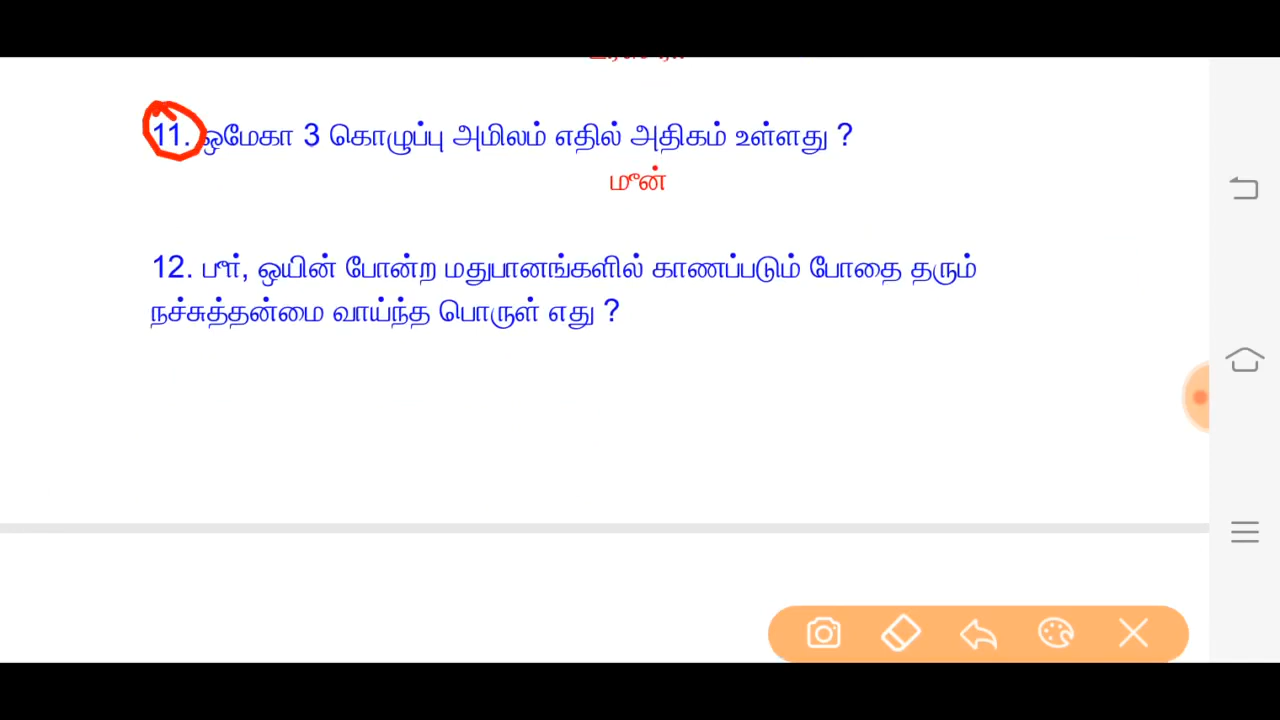 11. ஒமேகா 3 கொழுப்பு அமிலம் எதில் அதிகம் உள்ளது ?
மீன்
12. பீர், ஒயின் போன்ற மதுபானங்களில் காணப்படும் போதை தரும்
நச்சுத்தன்மை வாய்ந்த பொருள் எது ?